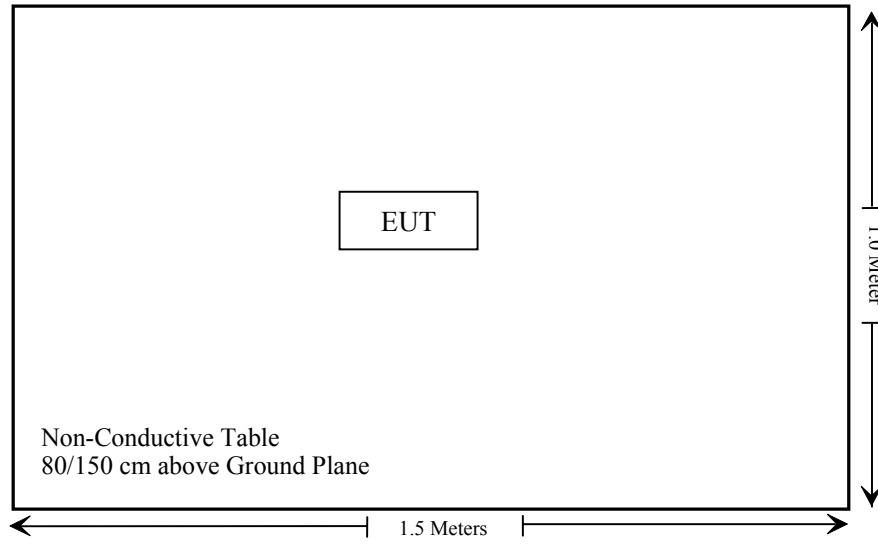 EUT
1.0 Meter
Non-Conductive Table
80/150 cm above Ground Plane
1.5 Meters